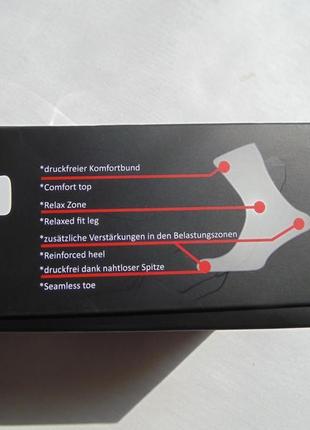 *druckfreier Komfortbund
*Comfort top
*Relax Zone
*Relaxed fit leg
*zusätzliche Verstärkungen in den Belastungszonen
*Reinforced heel
*druckfrei dank nahtloser Spitze
*Seamless toe